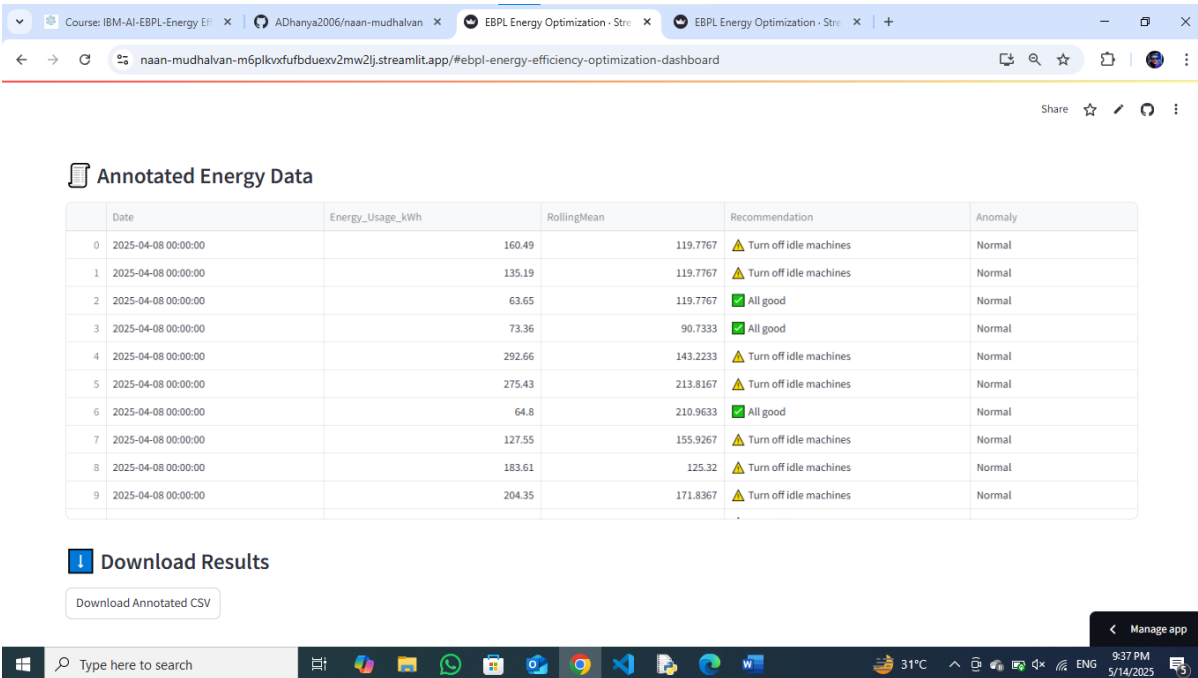 Course: IBM-AI-EBPL-Energy Eff
ADhanya2006/naan-mudhalvan
EBPL Energy Optimization · Stre
EBPL Energy Optimization · Stre
naan-mudhalvan-m6plkvxfufbduexv2mw2lj.streamlit.app/#ebpl-energy-efficiency-optimization-dashboard
Share
Annotated Energy Data
Date Energy_Usage_kWh RollingMean Recommendation Anomaly
0 2025-04-08 00:00:00 160.49 119.7767 ⚠️ Turn off idle machines Normal
1 2025-04-08 00:00:00 135.19 119.7767 ⚠️ Turn off idle machines Normal
2 2025-04-08 00:00:00 63.65 119.7767 ✅ All good Normal
3 2025-04-08 00:00:00 73.36 90.7333 ✅ All good Normal
4 2025-04-08 00:00:00 292.66 143.2233 ⚠️ Turn off idle machines Normal
5 2025-04-08 00:00:00 275.43 213.8167 ⚠️ Turn off idle machines Normal
6 2025-04-08 00:00:00 64.8 210.9633 ✅ All good Normal
7 2025-04-08 00:00:00 127.55 155.9267 ⚠️ Turn off idle machines Normal
8 2025-04-08 00:00:00 183.61 125.32 ⚠️ Turn off idle machines Normal
9 2025-04-08 00:00:00 204.35 171.8367 ⚠️ Turn off idle machines Normal
Download Results
Download Annotated CSV
Manage app
Type here to search
31°C
ENG
9:37 PM
5/14/2025
5